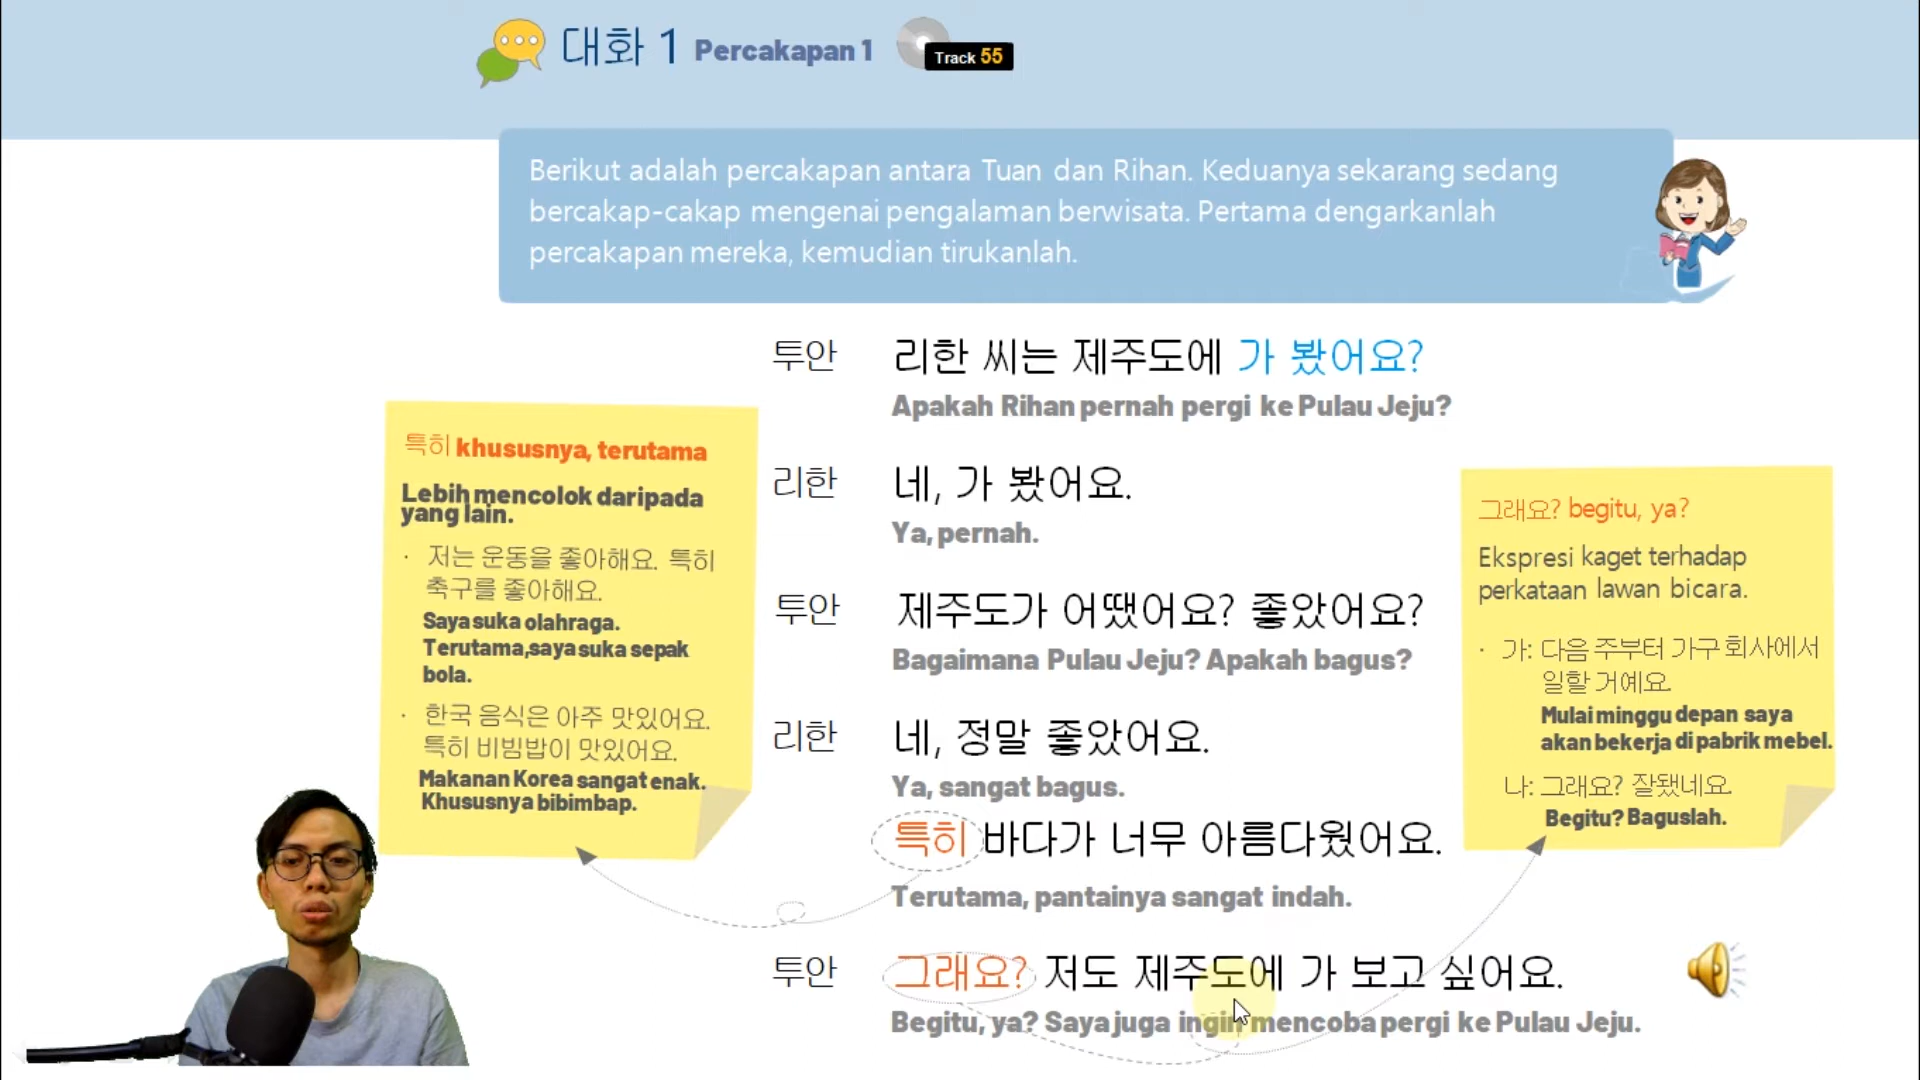 대화 1 Percakapan 1 Track 55
Berikut adalah percakapan antara Tuan dan Rihan. Keduanya sekarang sedang
bercakap-cakap mengenai pengalaman berwisata. Pertama dengarkanlah
percakapan mereka, kemudian tirukanlah.
투안 리한 씨는 제주도에 가 봤어요?
Apakah Rihan pernah pergi ke Pulau Jeju?
리한 네, 가 봤어요.
Ya, pernah.
투안 제주도가 어땠어요? 좋았어요?
Bagaimana Pulau Jeju? Apakah bagus?
리한 네, 정말 좋았어요.
Ya, sangat bagus.
특히 바다가 너무 아름다웠어요.
Terutama, pantainya sangat indah.
투안 그래요? 저도 제주도에 가 보고 싶어요.
Begitu, ya? Saya juga ingin mencoba pergi ke Pulau Jeju.
특히 khususnya, terutama
Lebih mencolok daripada
yang lain.
· 저는 운동을 좋아해요. 특히
축구를 좋아해요.
Saya suka olahraga.
Terutama,saya suka sepak
bola.
· 한국 음식은 아주 맛있어요.
특히 비빔밥이 맛있어요.
Makanan Korea sangat enak.
Khususnya bibimbap.
그래요? begitu, ya?
Ekspresi kaget terhadap
perkataan lawan bicara.
· 가: 다음 주부터 가구 회사에서
일할 거예요.
Mulai minggu depan saya
akan bekerja di pabrik mebel.
나: 그래요? 잘됐네요.
Begitu? Baguslah.